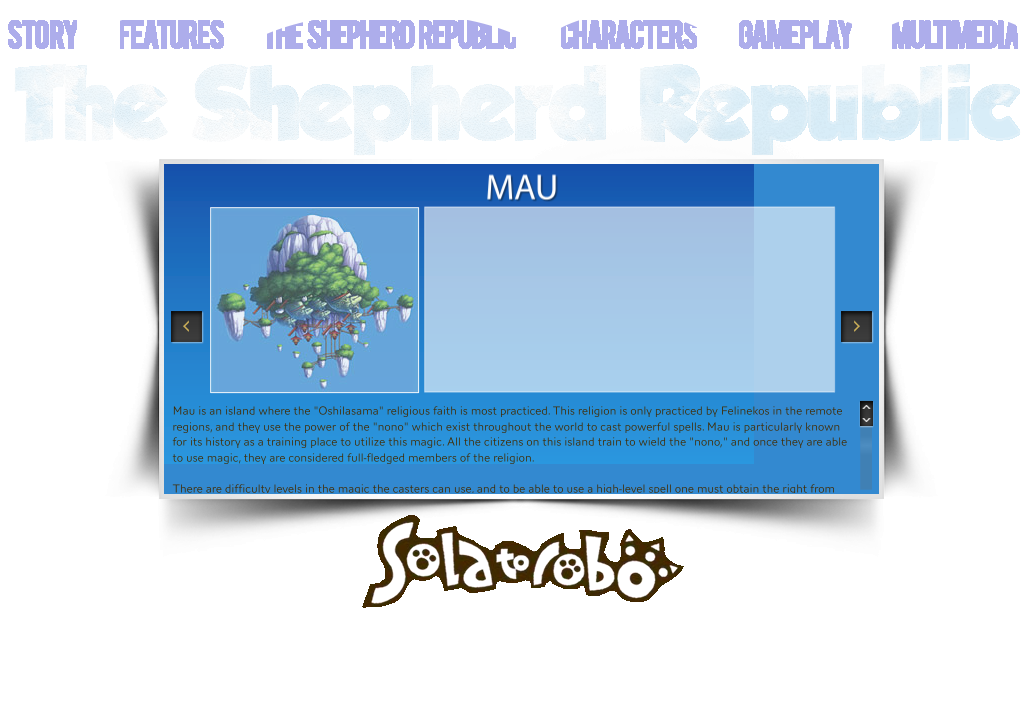 STORY FEATURES THE SHEPHERD REPUBLIC CHARACTERS GAMEPLAY MULTIMEDIA
The Shepherd Republic
MAU
Mau is an island where the "Oshilasama" religious faith is most practiced. This religion is only practiced by Felinekos in the remote
regions, and they use the power of the "nono" which exist throughout the world to cast powerful spells. Mau is particularly known
for its history as a training place to utilize this magic. All the citizens on this island train to wield the "nono," and once they are able
to use magic, they are considered full-fledged members of the religion.
There are difficulty levels in the magic the casters can use, and to be able to use a high-level spell one must obtain the right from
Solatorobo